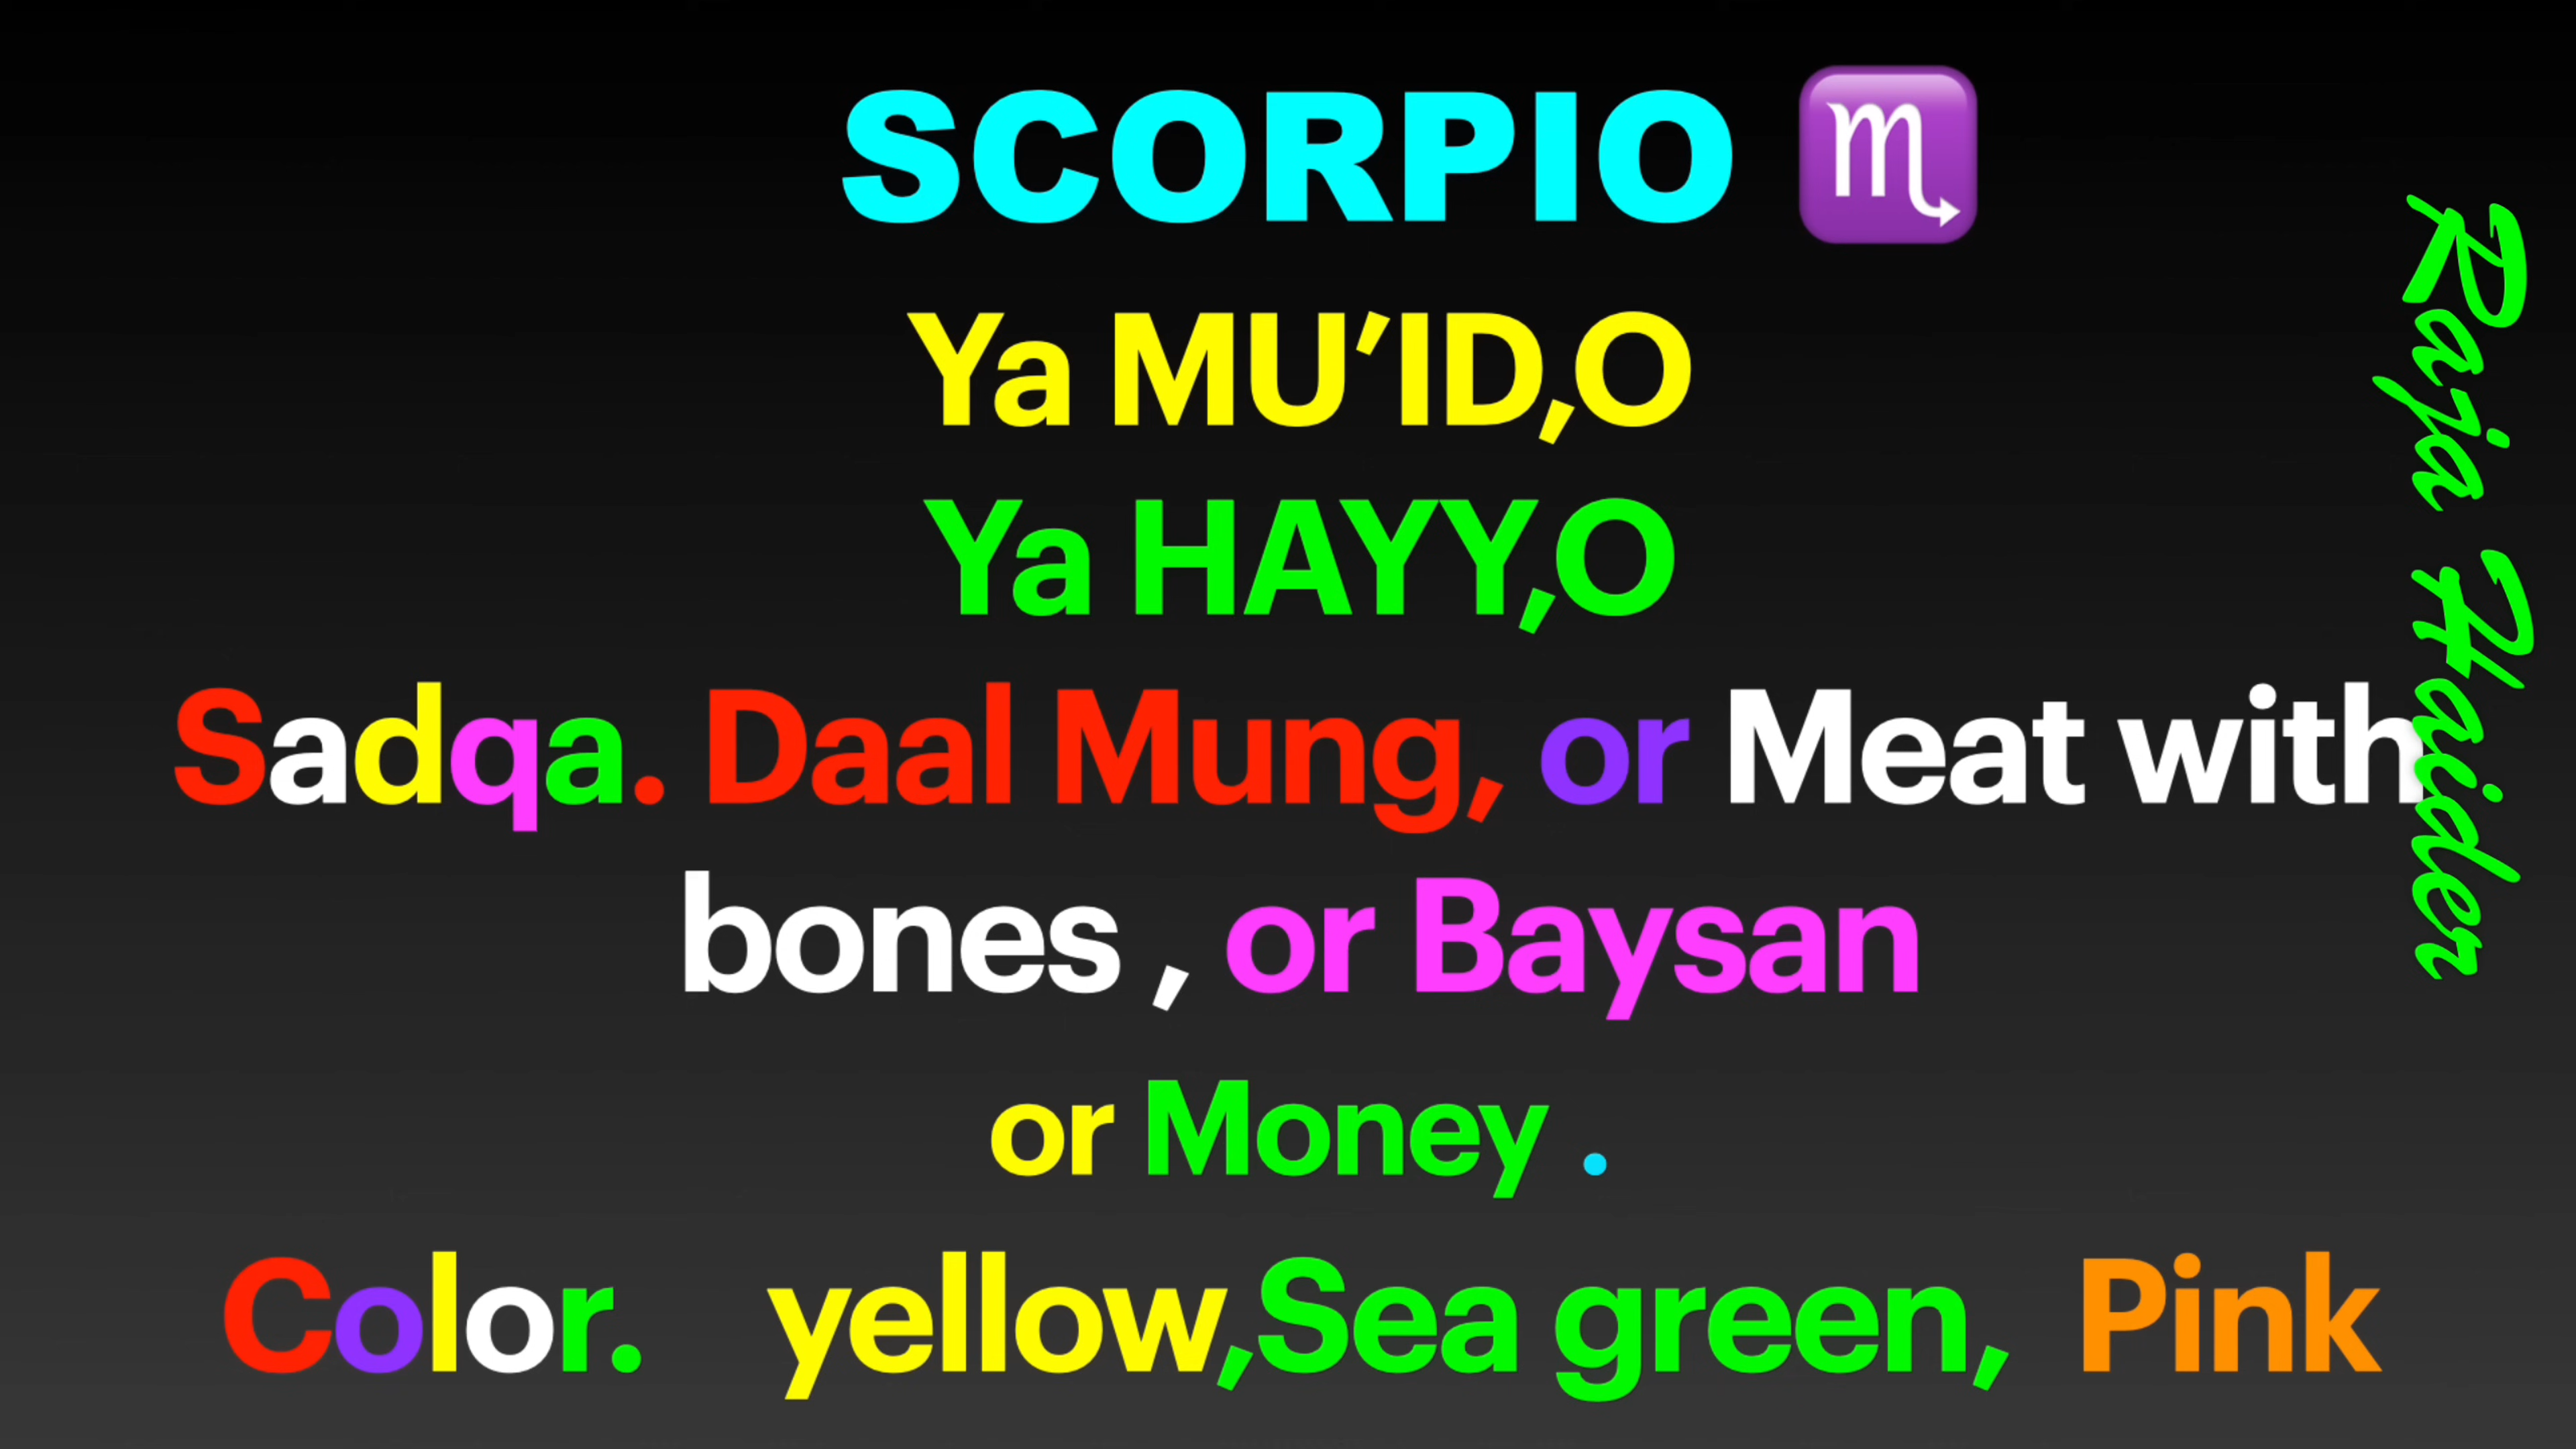 SCORPIO ♏
Ya MU’ID,O
Ya HAYY,O
Sadqa. Daal Mung, or Meat with
bones , or Baysan
or Money .
Color. yellow,Sea green, Pink
Raja Haider